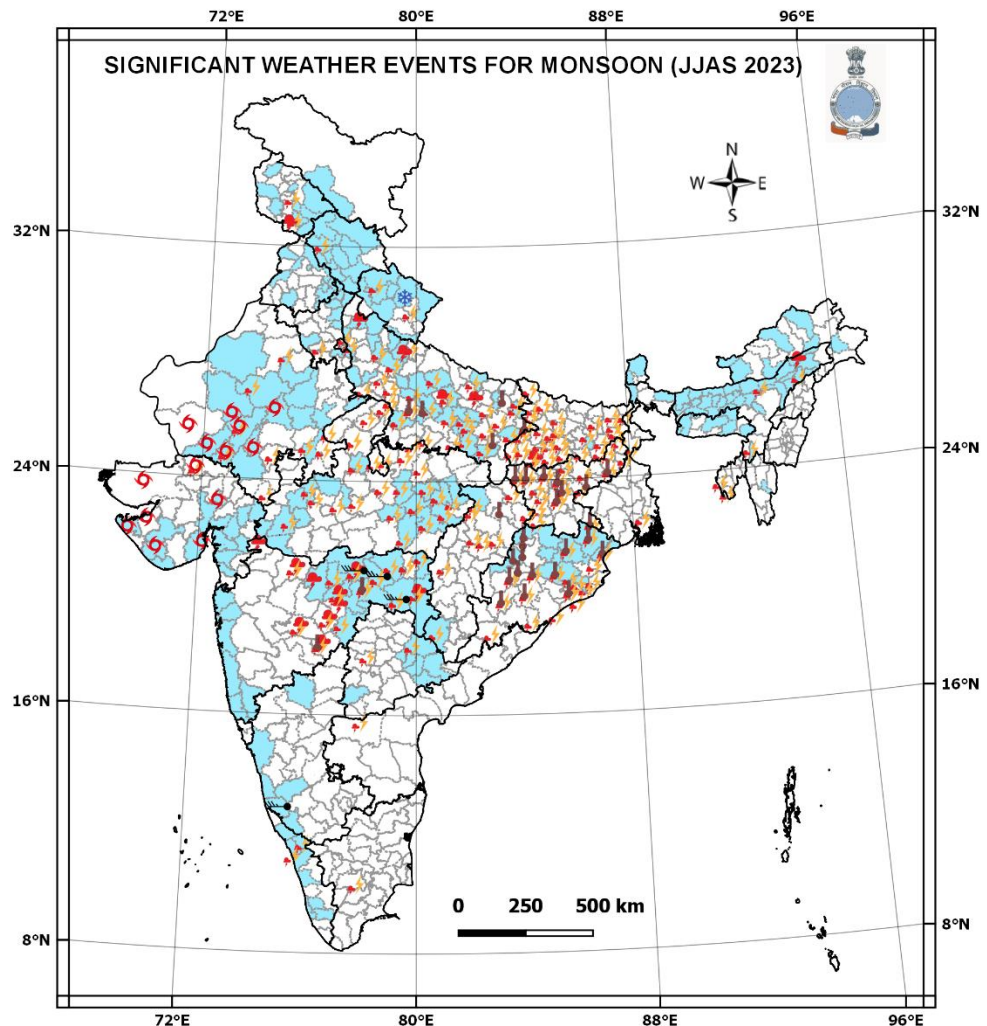 72°E 80°E 88°E 96°E
SIGNIFICANT WEATHER EVENTS FOR MONSOON (JJAS 2023)
N
W E
S
32°N 32°N
24°N 24°N
16°N 16°N
0 250 500 km
8°N 8°N
72°E 80°E 88°E 96°E